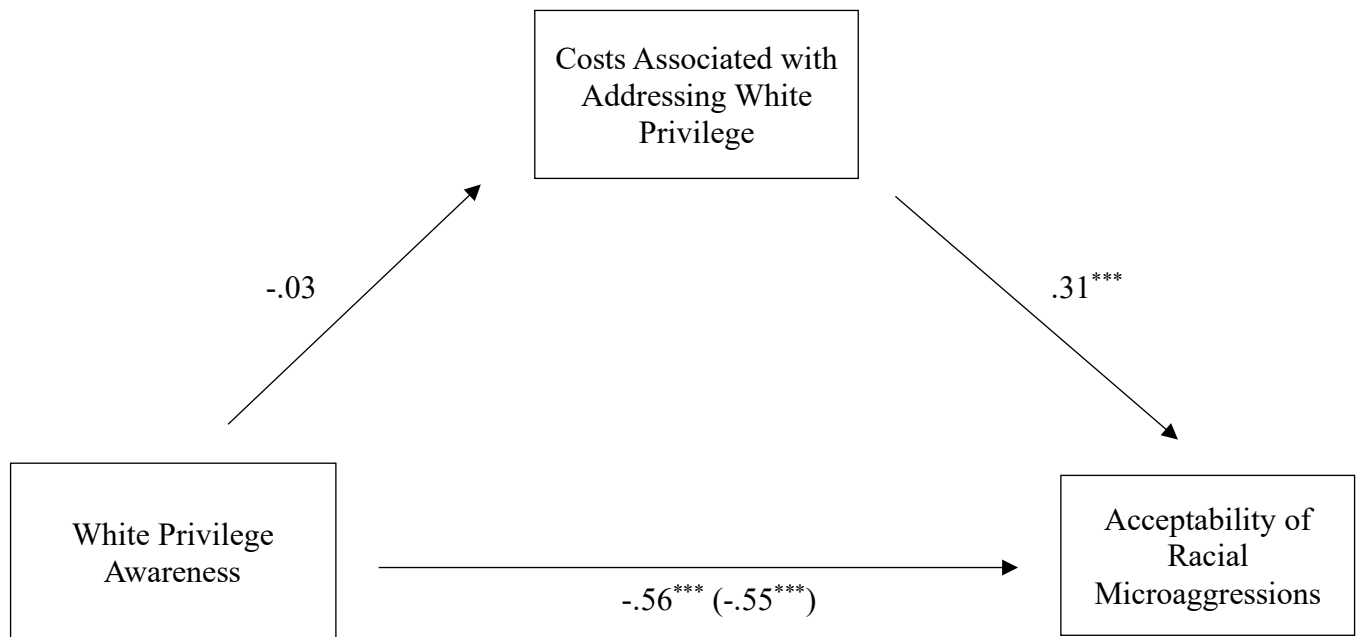 Costs Associated with
Addressing White
Privilege
-.03
.31***
White Privilege
Awareness
-.56*** (-.55***)
Acceptability of
Racial
Microaggressions